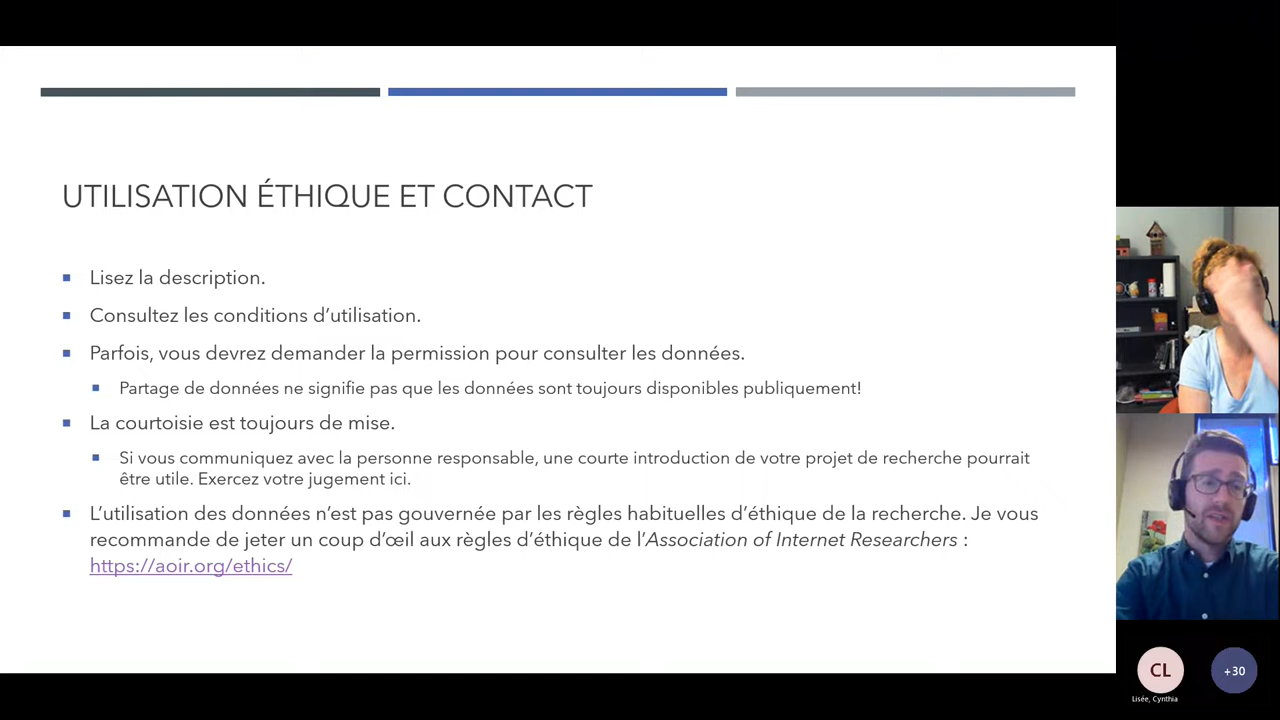 UTILISATION ÉTHIQUE ET CONTACT
Lisez la description.
Consultez les conditions d’utilisation.
Parfois, vous devrez demander la permission pour consulter les données.
Partage de données ne signifie pas que les données sont toujours disponibles publiquement!
La courtoisie est toujours de mise.
Si vous communiquez avec la personne responsable, une courte introduction de votre projet de recherche pourrait
être utile. Exercez votre jugement ici.
L’utilisation des données n’est pas gouvernée par les règles habituelles d’éthique de la recherche. Je vous
recommande de jeter un coup d’œil aux règles d’éthique de l’Association of Internet Researchers :
https://aoir.org/ethics/
CL
+30
Lisée, Cynthia